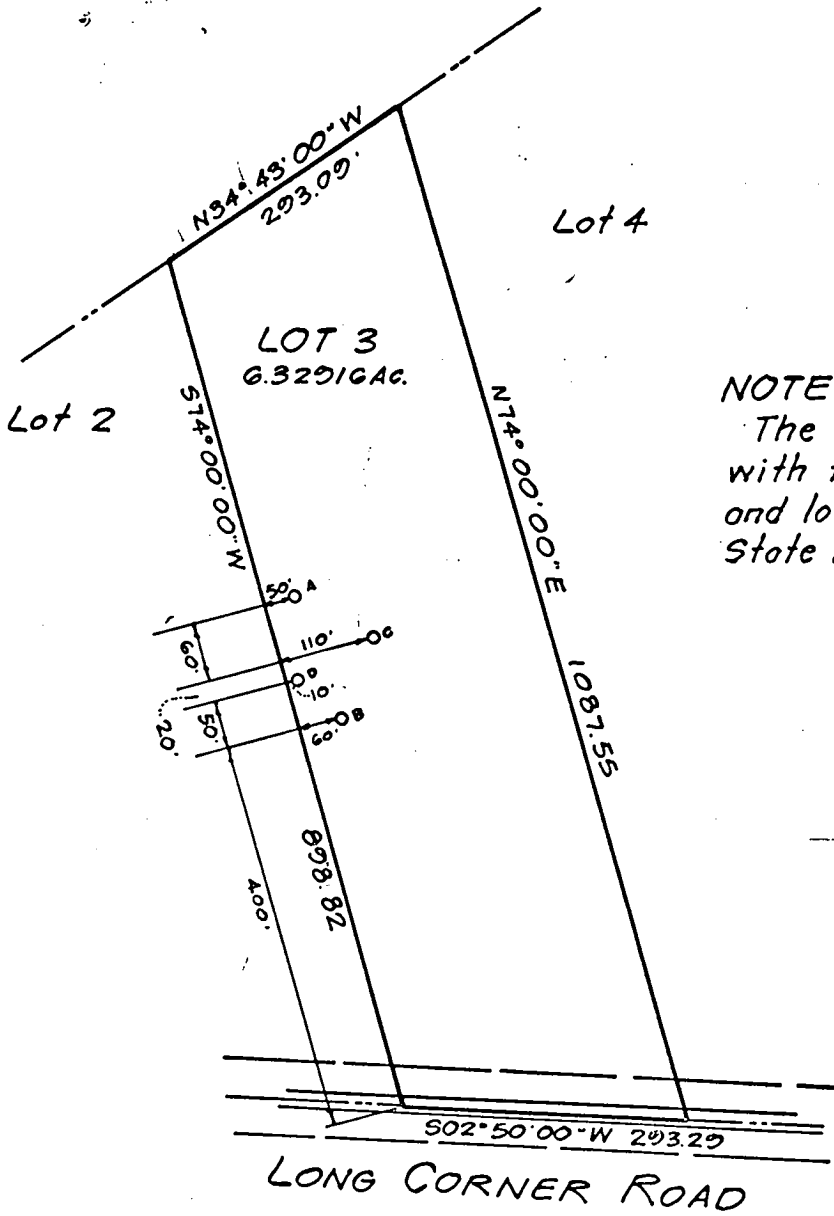 N34°43'00"W
293.09'
Lot 4
LOT 3
6.32916AC.
Lot 2
NOTE
The
with
and lo
State
S74°00'00"W
N74°00'00"E
50'
A
60'
110'
C
D
10'
20'
50'
60'
B
1087.55
898.82
400'
S02°50'00"W 293.29
LONG CORNER ROAD